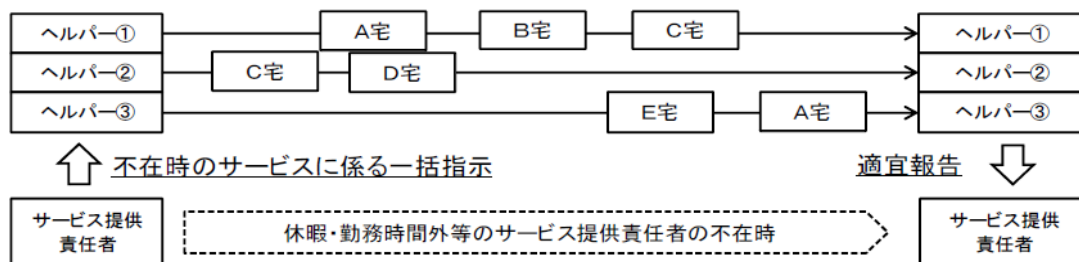 ヘルパー① A宅 B宅 C宅 ヘルパー①
ヘルパー② C宅 D宅 ヘルパー②
ヘルパー③ E宅 A宅 ヘルパー③
不在時のサービスに係る一括指示 適宜報告
サービス提供
責任者
休暇・勤務時間外等のサービス提供責任者の不在時
サービス提供
責任者